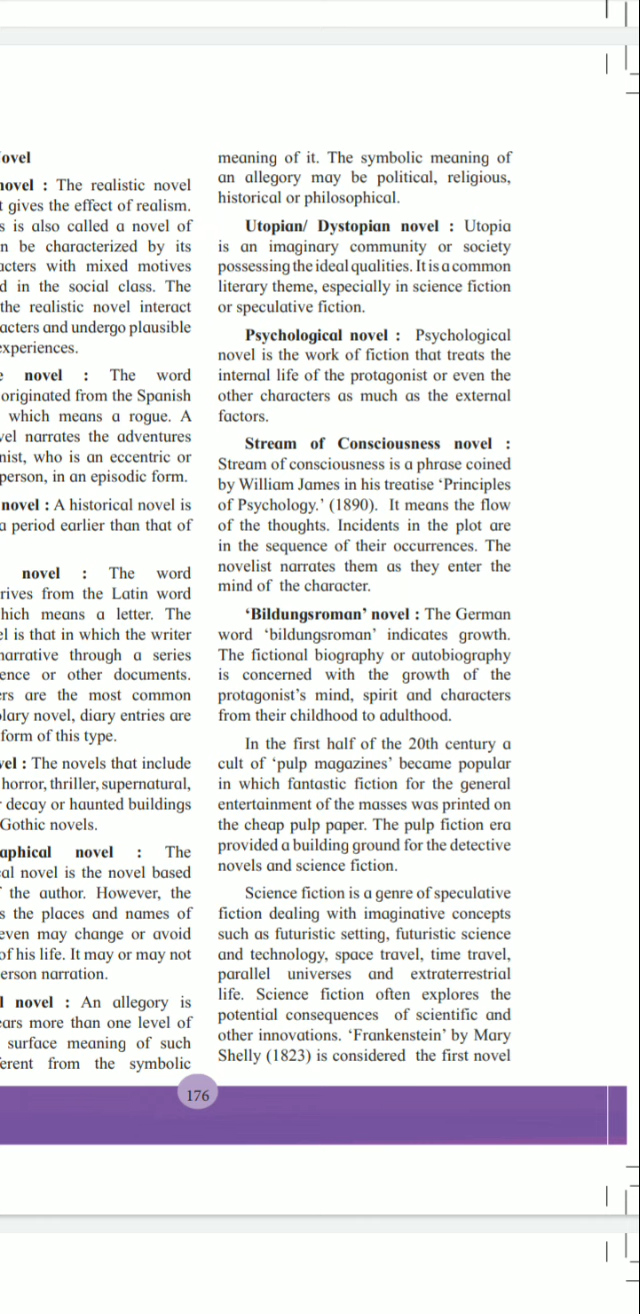 ovel
novel : The realistic novel
t gives the effect of realism.
s is also called a novel of
n be characterized by its
acters with mixed motives
d in the social class. The
the realistic novel interact
acters and undergo plausible
experiences.
e novel : The word
originated from the Spanish
which means a rogue. A
vel narrates the adventures
nist, who is an eccentric or
person, in an episodic form.
novel : A historical novel is
a period earlier than that of
novel : The word
rives from the Latin word
hich means a letter. The
el is that in which the writer
narrative through a series
ence or other documents.
ers are the most common
olary novel, diary entries are
form of this type.
vel : The novels that include
horror, thriller, supernatural,
decay or haunted buildings
Gothic novels.
aphical novel : The
cal novel is the novel based
the author. However, the
s the places and names of
even may change or avoid
of his life. It may or may not
erson narration.
l novel : An allegory is
ears more than one level of
surface meaning of such
erent from the symbolic
meaning of it. The symbolic meaning of
an allegory may be political, religious,
historical or philosophical.
Utopian/ Dystopian novel : Utopia
is an imaginary community or society
possessing the ideal qualities. It is a common
literary theme, especially in science fiction
or speculative fiction.
Psychological novel : Psychological
novel is the work of fiction that treats the
internal life of the protagonist or even the
other characters as much as the external
factors.
Stream of Consciousness novel :
Stream of consciousness is a phrase coined
by William James in his treatise ‘Principles
of Psychology.’ (1890). It means the flow
of the thoughts. Incidents in the plot are
in the sequence of their occurrences. The
novelist narrates them as they enter the
mind of the character.
‘Bildungsroman’ novel : The German
word ‘bildungsroman’ indicates growth.
The fictional biography or autobiography
is concerned with the growth of the
protagonist’s mind, spirit and characters
from their childhood to adulthood.
In the first half of the 20th century a
cult of ‘pulp magazines’ became popular
in which fantastic fiction for the general
entertainment of the masses was printed on
the cheap pulp paper. The pulp fiction era
provided a building ground for the detective
novels and science fiction.
Science fiction is a genre of speculative
fiction dealing with imaginative concepts
such as futuristic setting, futuristic science
and technology, space travel, time travel,
parallel universes and extraterrestrial
life. Science fiction often explores the
potential consequences of scientific and
other innovations. ‘Frankenstein’ by Mary
Shelly (1823) is considered the first novel
176